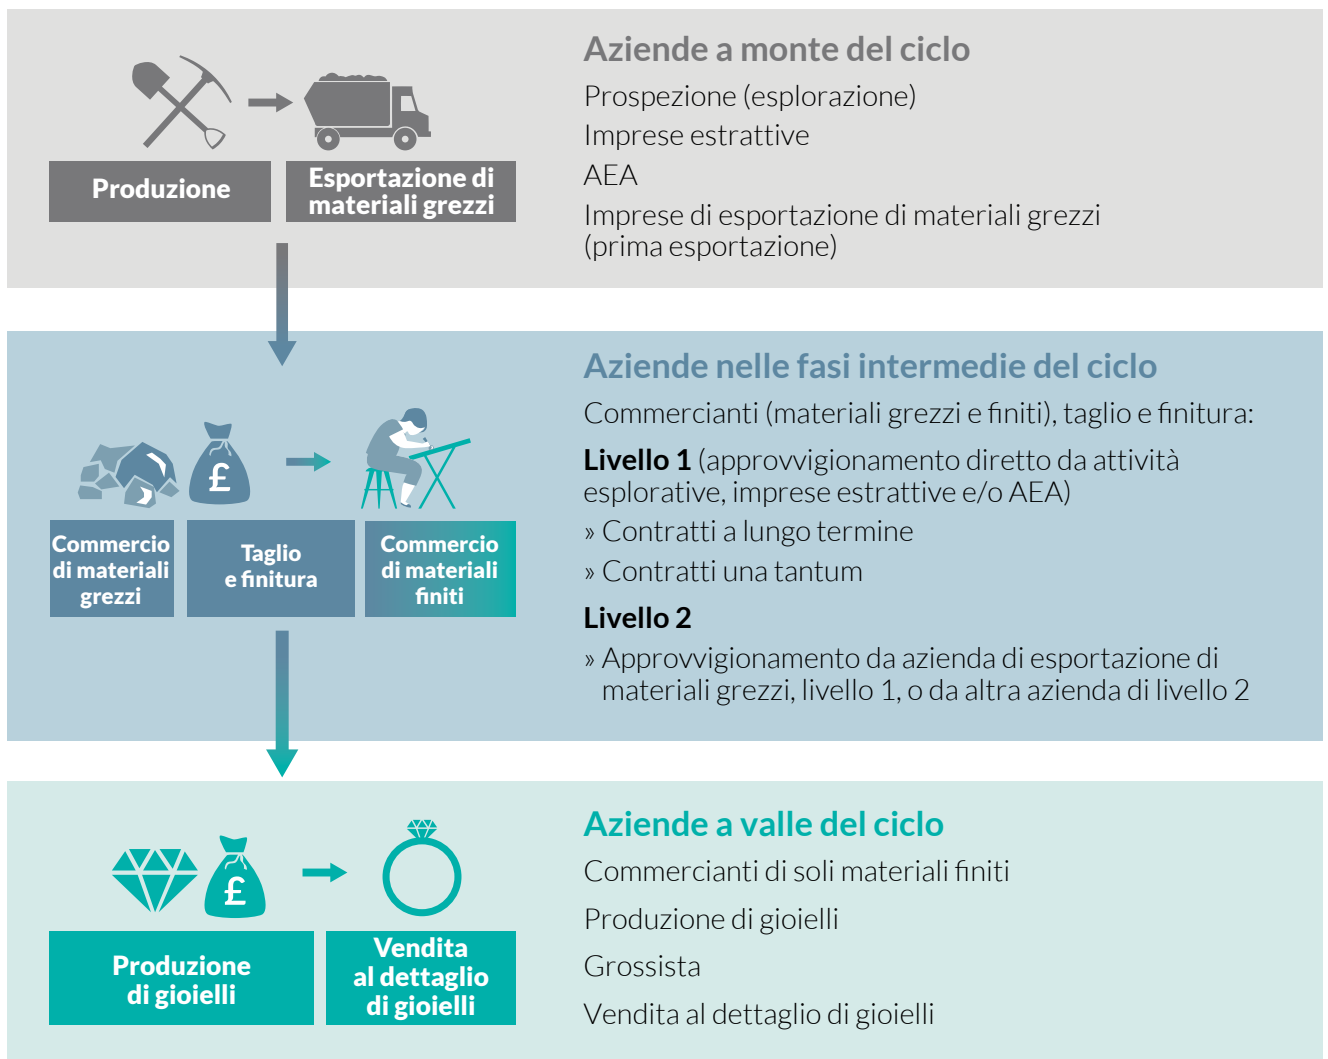 Aziende a monte del ciclo
Prospezione (esplorazione)
Imprese estrattive
AEA
Imprese di esportazione di materiali grezzi
(prima esportazione)
Produzione
Esportazione di
materiali grezzi
Aziende nelle fasi intermedie del ciclo
Commercianti (materiali grezzi e finiti), taglio e finitura:
Livello 1 (approvvigionamento diretto da attività
esplorative, imprese estrattive e/o AEA)
» Contratti a lungo termine
» Contratti una tantum
Livello 2
» Approvvigionamento da azienda di esportazione di
materiali grezzi, livello 1, o da altra azienda di livello 2
£
Commercio
di materiali
grezzi
Taglio
e finitura
Commercio
di materiali
finiti
Aziende a valle del ciclo
Commercianti di soli materiali finiti
Produzione di gioielli
Grossista
Vendita al dettaglio di gioielli
£
Produzione
di gioielli
Vendita
al dettaglio
di gioielli